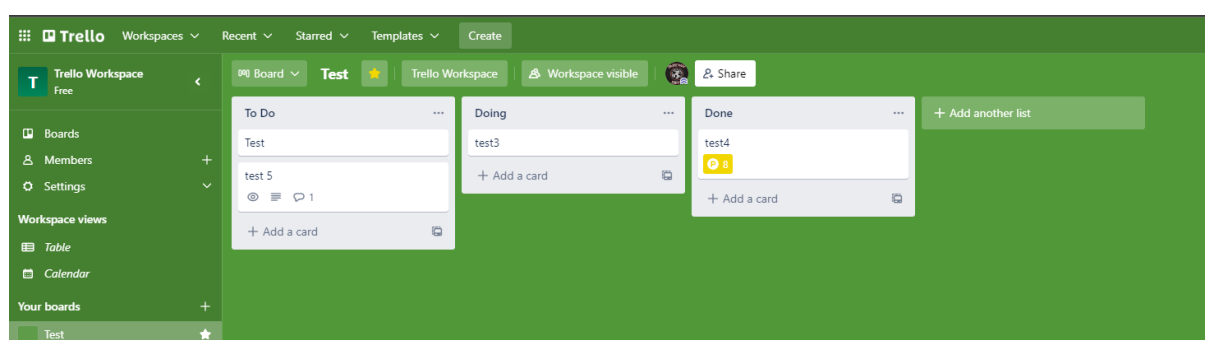 Trello Workspaces Recent Starred Templates Create
T Trello Workspace
Free
Boards
Members
Settings
Workspace views
Table
Calendar
Your boards
Test
Board Test Trello Workspace Workspace visible Share
To Do
Test
test 5
1
Add a card
Doing
test3
Add a card
Done
test4
P 8
Add a card
Add another list